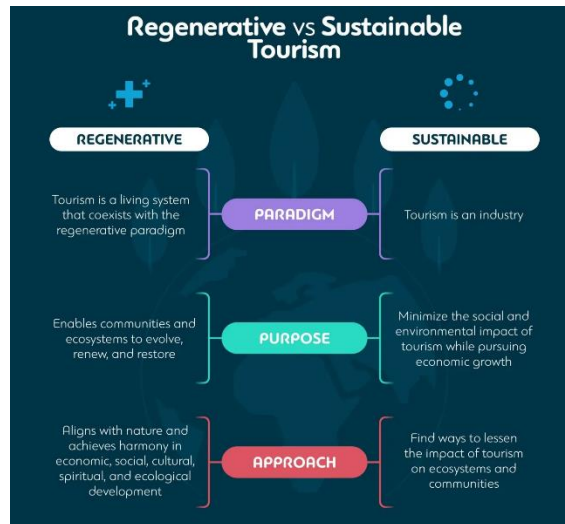 Regenerative vs Sustainable
Tourism
REGENERATIVE
SUSTAINABLE
Tourism is a living system
that coexists with the
regenerative paradigm
PARADIGM
Tourism is an industry
Enables communities and
ecosystems to evolve,
renew, and restore
PURPOSE
Minimize the social and
environmental impact of
tourism while pursuing
economic growth
Aligns with nature and
achieves harmony in
economic, social, cultural,
spiritual, and ecological
development
APPROACH
Find ways to lessen
the impact of tourism
on ecosystems and
communities